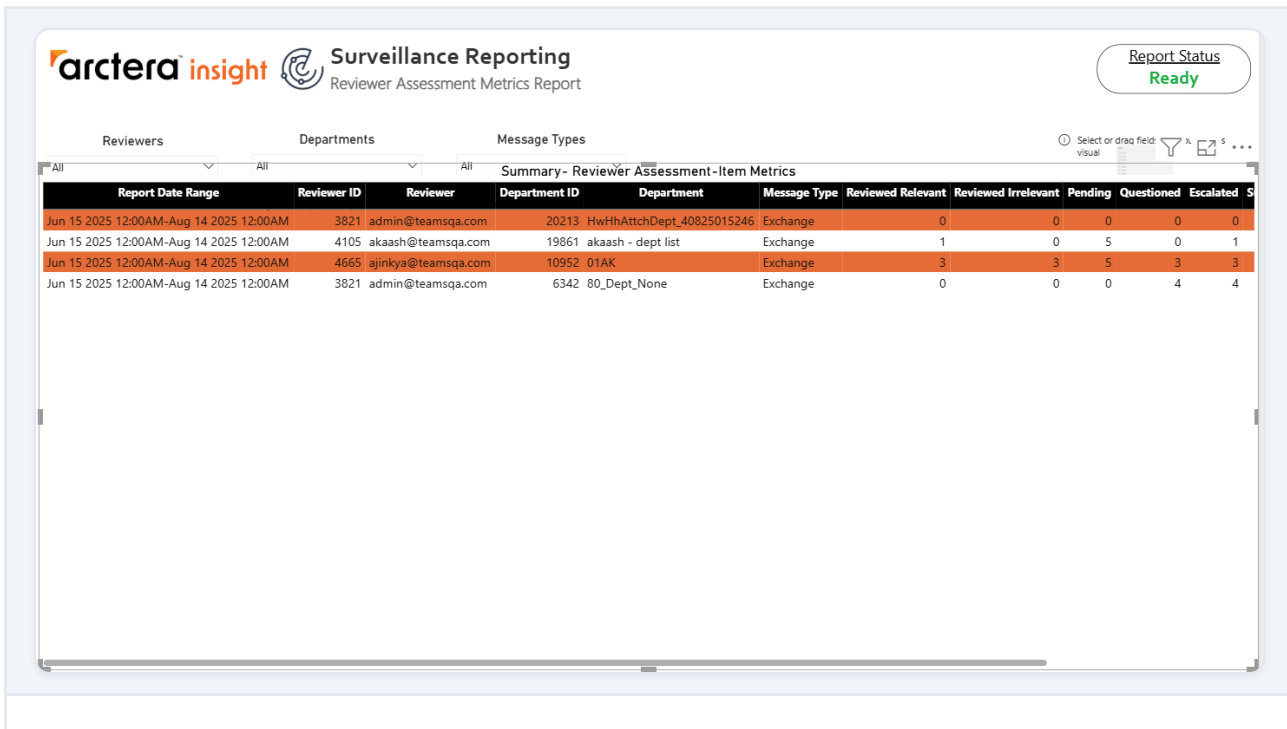 arctera insight
Surveillance Reporting
Reviewer Assessment Metrics Report
Report Status
Ready
Reviewers Departments Message Types
Select or drag field:
visual
All All All
Summary- Reviewer Assessment-Item Metrics
Report Date Range Reviewer ID Reviewer Department ID Department Message Type Reviewed Relevant Reviewed Irrelevant Pending Questioned Escalated
Jun 15 2025 12:00AM-Aug 14 2025 12:00AM 3821 admin@teamsqa.com 20213 HwHhAttchDept_40825015246 Exchange 0 0 0 0 0
Jun 15 2025 12:00AM-Aug 14 2025 12:00AM 4105 akaash@teamsqa.com 19861 akaash - dept list Exchange 1 0 5 0 1
Jun 15 2025 12:00AM-Aug 14 2025 12:00AM 4665 ajinkya@teamsqa.com 10952 01AK Exchange 3 3 5 3 3
Jun 15 2025 12:00AM-Aug 14 2025 12:00AM 3821 admin@teamsqa.com 6342 80_Dept_None Exchange 0 0 0 4 4